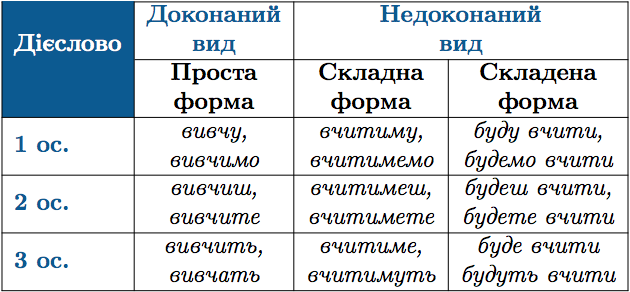 Дієслово
Доконаний вид
Недоконаний вид
Проста форма
Складна форма
Складена форма
1 ос.
вивчу,
вивчимо
вчитиму,
вчитимемо
буду вчити,
будемо вчити
2 ос.
вивчиш,
вивчите
вчитимеш,
вчитимете
будеш вчити,
будете вчити
3 ос.
вивчить,
вивчать
вчитиме,
вчитимуть
буде вчити
будуть вчити